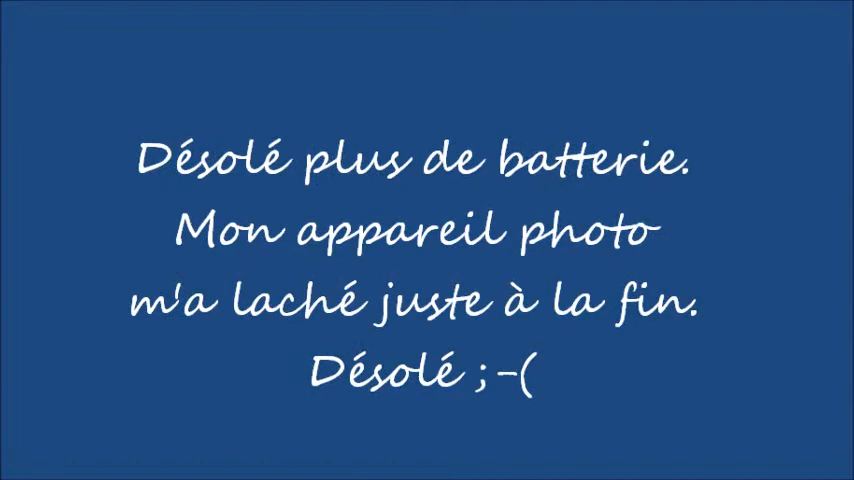 Désolé plus de batterie.
Mon appareil photo
m'a laché juste à la fin.
Désolé ;-(